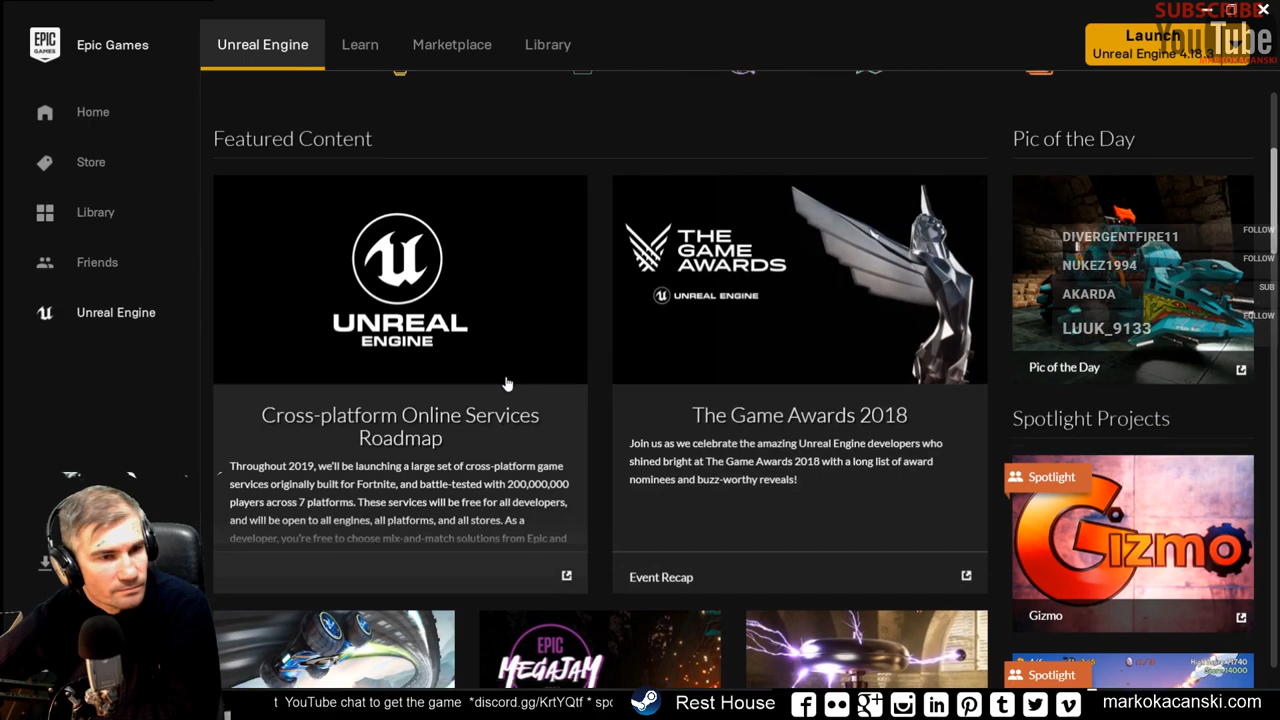 SUBSCRIBE
YouTube
MARKOKACANSKI
EPIC GAMES
Epic Games
Unreal Engine
Learn
Marketplace
Library
Launch
Unreal Engine 4.18.3
Home
Store
Library
Friends
Unreal Engine
Featured Content
UNREAL
ENGINE
Cross-platform Online Services
Roadmap
Throughout 2019, we'll be launching a large set of cross-platform game
services originally built for Fortnite, and battle-tested with 200,000,000
players across 7 platforms. These services will be free for all developers,
and will be open to all engines, all platforms, and all stores. As a
developer, you're free to choose mix-and-match solutions from Epic and
THE
GAME
AWARDS
UNREAL ENGINE
The Game Awards 2018
Join us as we celebrate the amazing Unreal Engine developers who
shined bright at The Game Awards 2018 with a long list of award
nominees and buzz-worthy reveals!
Event Recap
EPIC
MEGAJAM
Pic of the Day
DIVERGENTFIRE11 FOLLOW
NUKEZ1994 FOLLOW
AKARDA SUB
LUUK_9133 FOLLOW
Pic of the Day
Spotlight Projects
Spotlight
Gizmo
Gizmo
Spotlight
t YouTube chat to get the game *discord.gg/KrtYQtf * spo
Rest House
markokacanski.com